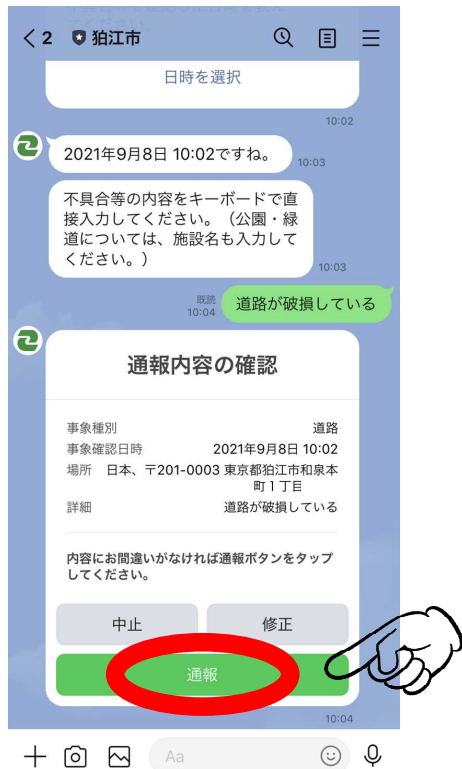 2 狛江市
日時を選択
10:02
2021年9月8日 10:02ですね。
10:03
不具合等の内容をキーボードで直
接入力してください。（公園・緑
道については、施設名も入力して
ください。）
10:03
既読
10:04
道路が破損している
通報内容の確認
事象種別 道路
事象確認日時 2021年9月8日 10:02
場所 日本、〒201-0003 東京都狛江市和泉本
町１丁目
詳細 道路が破損している
内容にお間違いがなければ通報ボタンをタップ
してください。
中止 修正
通報
10:04
Aa